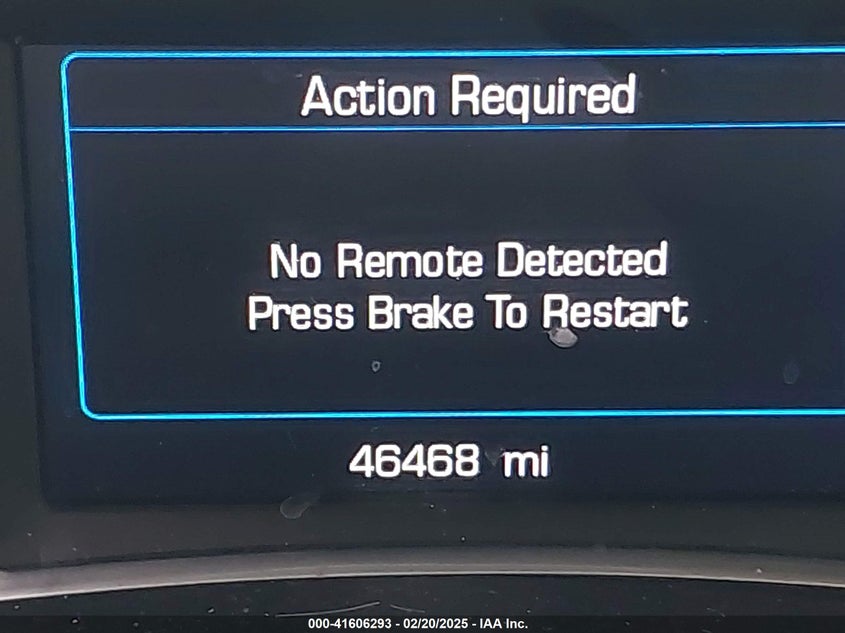 Action Required
No Remote Detected
Press Brake To Restart
46468 mi
000-41606293 - 02/20/2025 - IAA Inc.